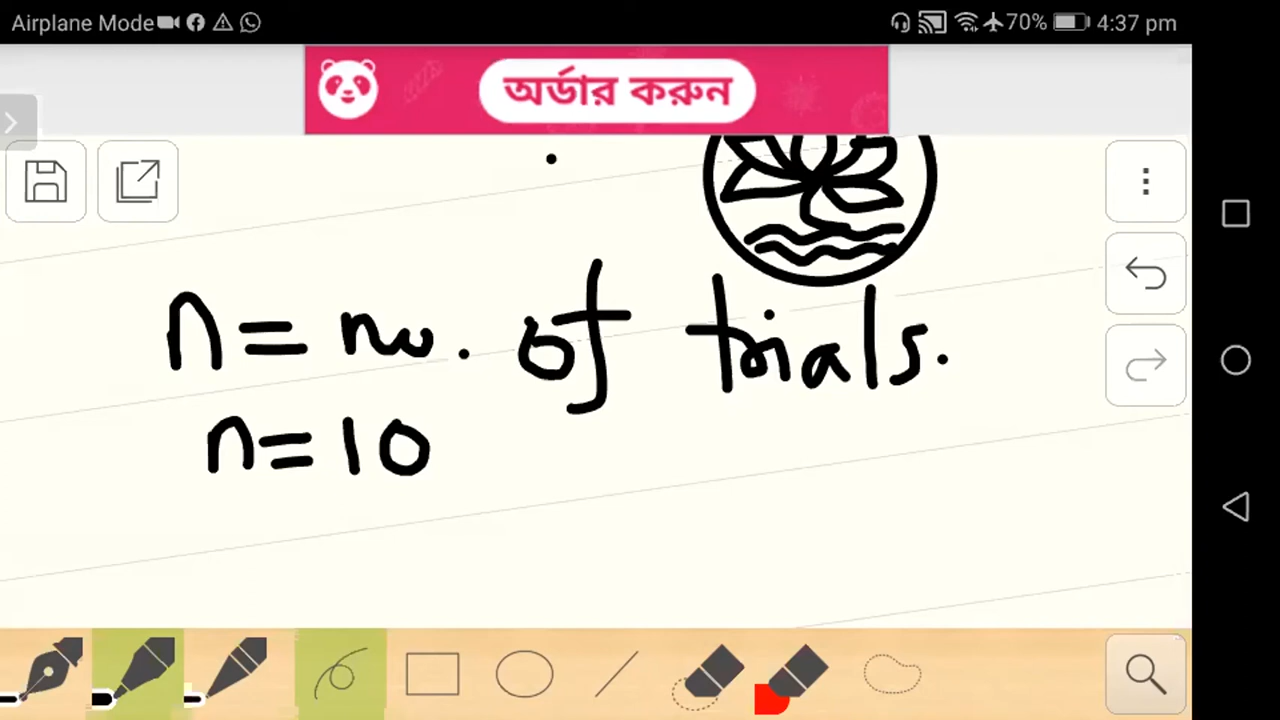 Airplane Mode 70% 4:37 pm
অর্ডার করুন
n = no. of trials.
n = 10